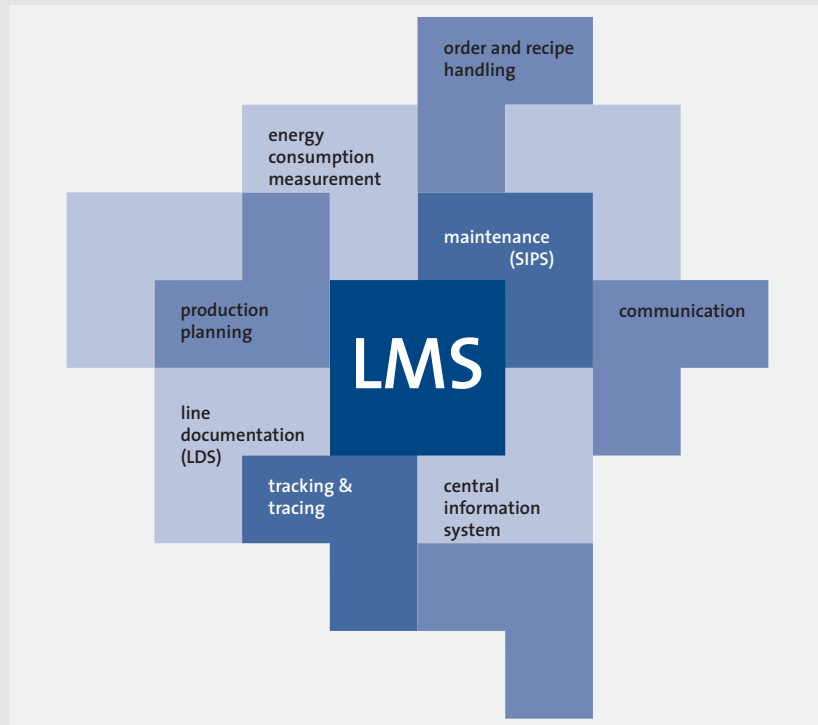 order and recipe
handling
energy
consumption
measurement
maintenance
(SIPS)
production
planning
communication
LMS
line
documentation
(LDS)
tracking &
tracing
central
information
system